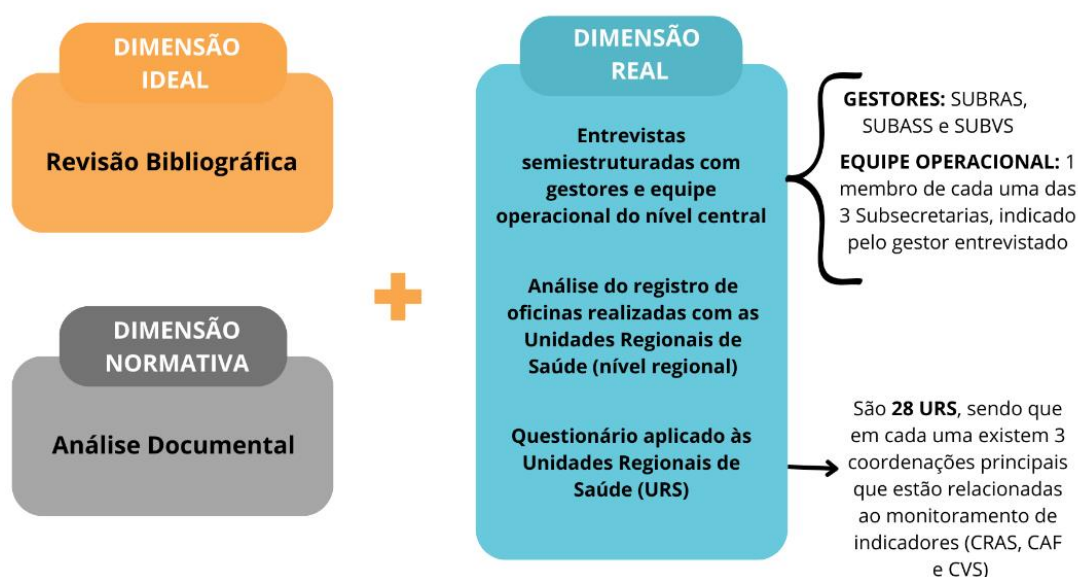 DIMENSÃO
IDEAL
Revisão Bibliográfica
DIMENSÃO
NORMATIVA
Análise Documental
DIMENSÃO
REAL
Entrevistas
semiestruturadas com
gestores e equipe
operacional do nível central
Análise do registro de
oficinas realizadas com as
Unidades Regionais de
Saúde (nível regional)
Questionário aplicado às
Unidades Regionais de
Saúde (URS)
GESTORES: SUBRAS,
SUBASS e SUBVS
EQUIPE OPERACIONAL: 1
membro de cada uma das
3 Subsecretarias, indicado
pelo gestor entrevistado
São 28 URS, sendo que
em cada uma existem 3
coordenações principais
que estão relacionadas
ao monitoramento de
indicadores (CRAS, CAF
e CVS)